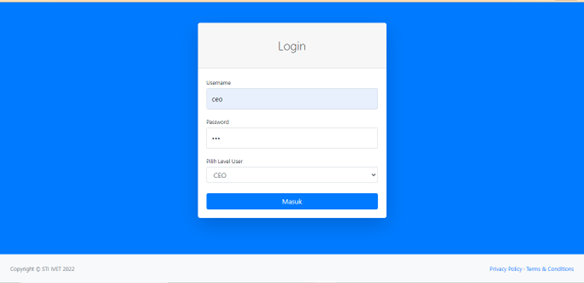 Login
Username
ceo
Password
•••
Pilih Level User
CEO
Masuk
Copyright © STI IVET 2022
Privacy Policy · Terms & Conditions